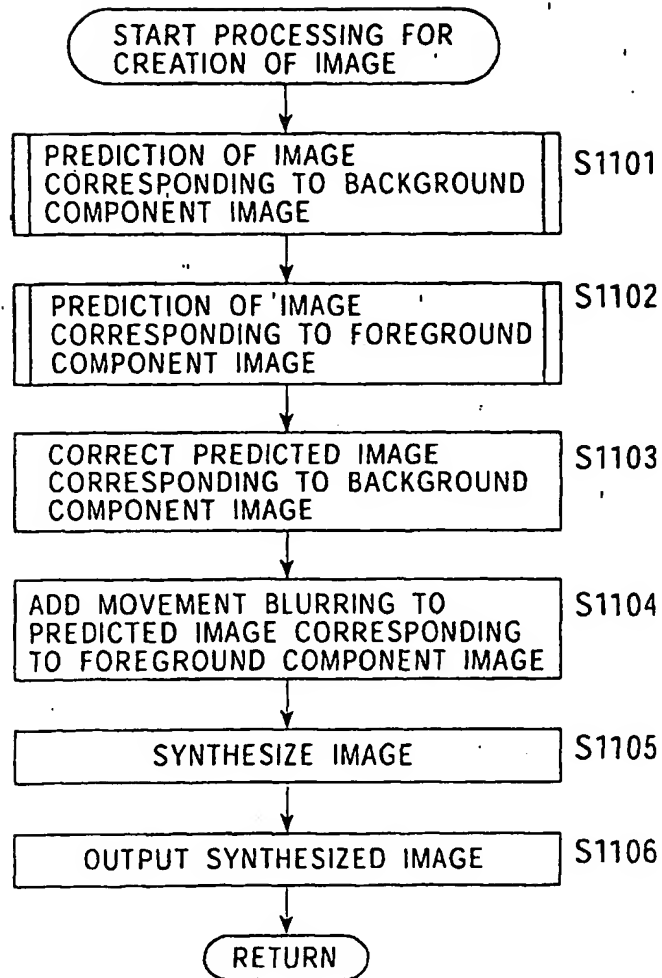 START PROCESSING FOR
CREATION OF IMAGE
PREDICTION OF IMAGE
CORRESPONDING TO BACKGROUND
COMPONENT IMAGE
S1101
PREDICTION OF IMAGE
CORRESPONDING TO FOREGROUND
COMPONENT IMAGE
S1102
CORRECT PREDICTED IMAGE
CORRESPONDING TO BACKGROUND
COMPONENT IMAGE
S1103
ADD MOVEMENT BLURRING TO
PREDICTED IMAGE CORRESPONDING
TO FOREGROUND COMPONENT IMAGE
S1104
SYNTHESIZE IMAGE
S1105
OUTPUT SYNTHESIZED IMAGE
S1106
RETURN